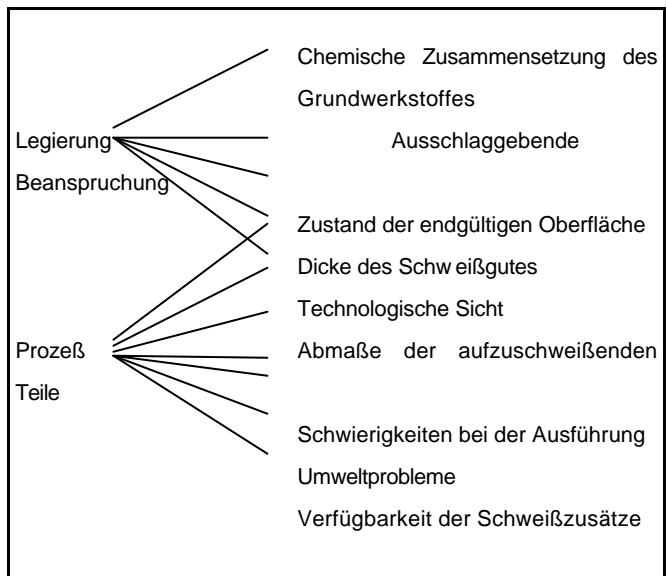 Chemische Zusammensetzung des
Grundwerkstoffes
Legierung Ausschlaggebende
Beanspruchung
Zustand der endgültigen Oberfläche
Dicke des Schw eißgutes
Technologische Sicht
Prozeß Abmaße der aufzuschweißenden
Teile
Schwierigkeiten bei der Ausführung
Umweltprobleme
Verfügbarkeit der Schweißzusätze